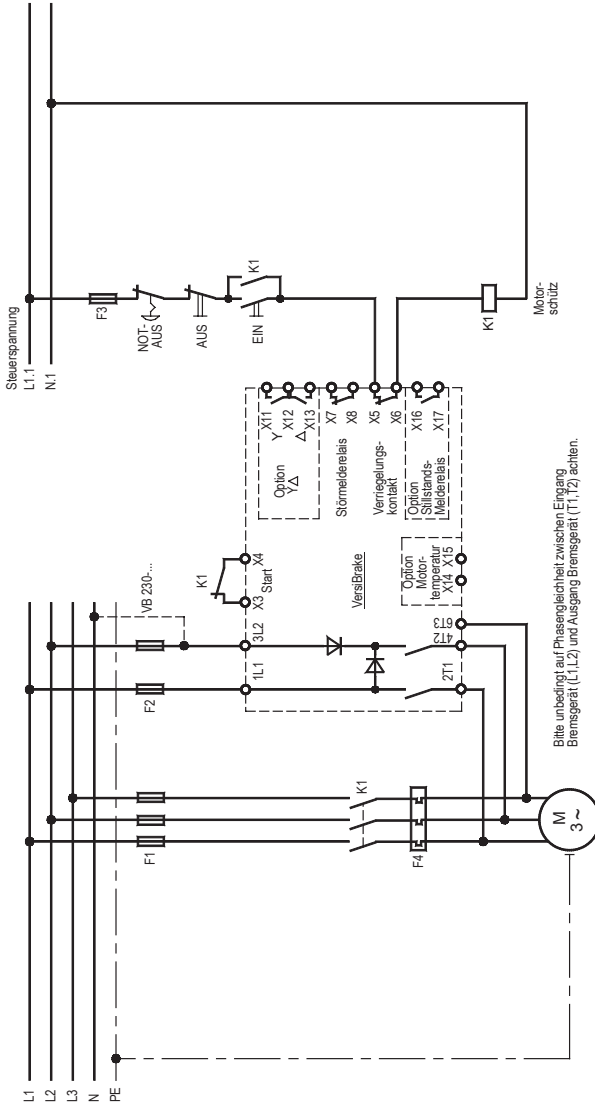 L1
L2
L3
N
PE
F1
K1
F4
M
3~
F2
VB 230-...
1L1
3L2
K1
X3
X4
Start
VersiBrake
2T1
4T2
6T3
Option
Motor-
temperatur
X14
X15
Option
YΔ
X11
Y
X12
Δ
X13
Störmelderelais
X7
X8
Verriegelungs-
kontakt
X5
X6
Option
Stillstands-
Melderelais
X16
X17
Steuerspannung
L1.1
N.1
F3
NOT-
AUS
AUS
EIN
K1
K1
Motor-
schütz
Bitte unbedingt auf Phasengleichheit zwischen Eingang
Bremsgerät (L1,L2) und Ausgang Bremsgerät (T1,T2) achten.